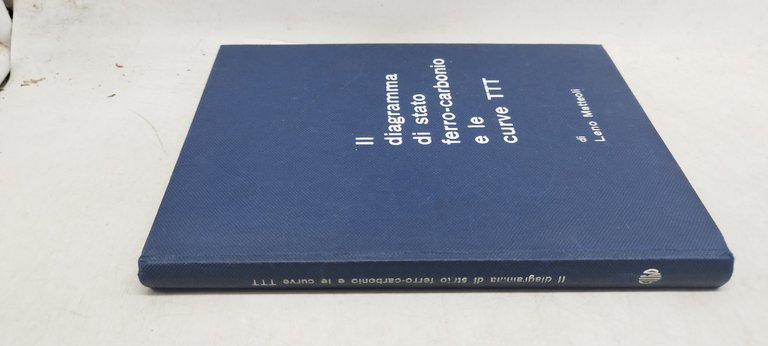 Il
diagramma
di stato
ferro-carbonio
e le
curve TTT
di
Leno Matteoli
Il diagramma di stato ferro-carbonio e le curve TTT